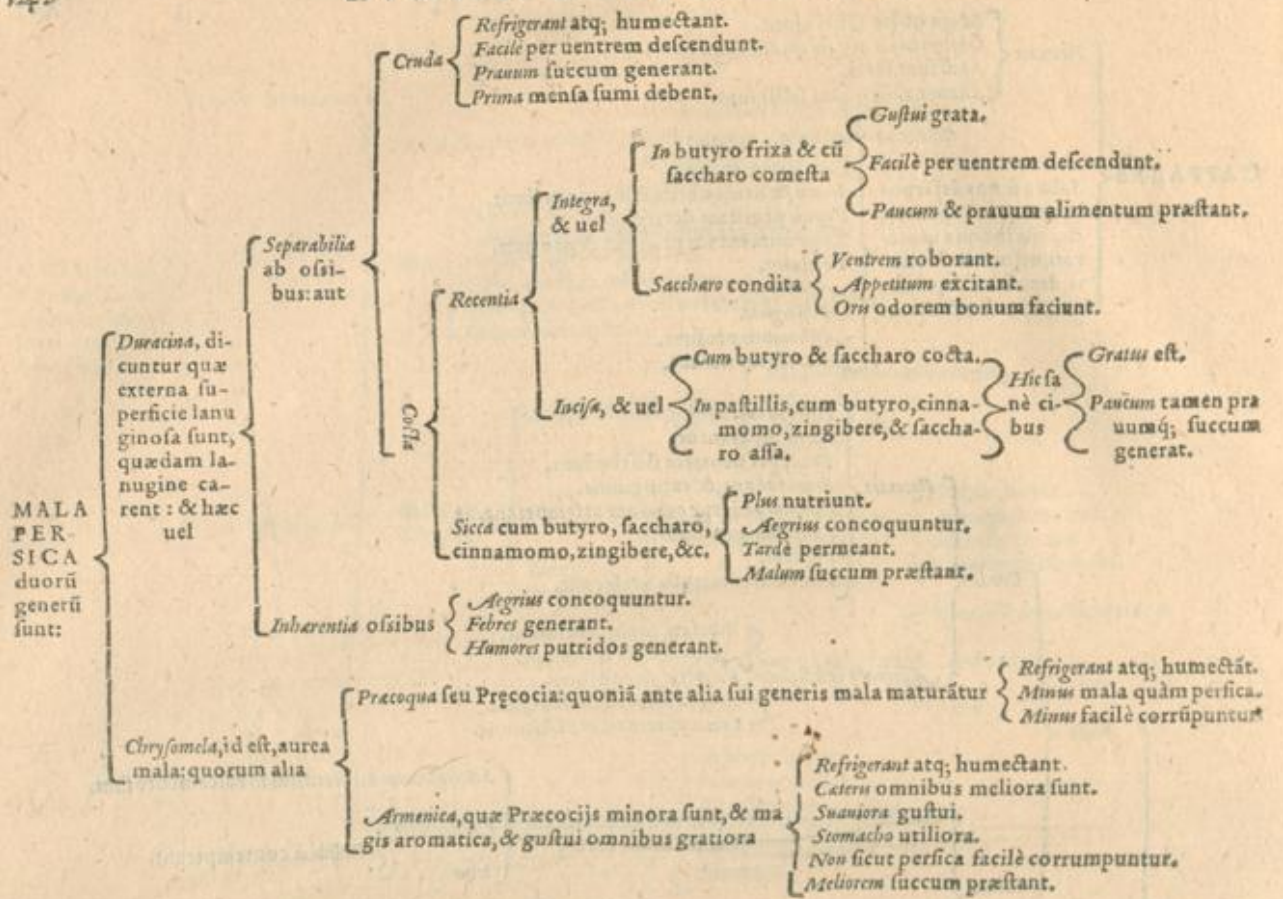 MALA
PER-
SICA
duorū
generū
sunt:
Duracina, di-
cuntur quæ
externa su-
perficie lanu
ginosa sunt,
quædam la-
nugine ca-
rent : & hæc
uel
Separabilia
ab ossi-
bus: aut
Cruda
Refrigerant atq; humectant.
Facilè per uentrem descendunt.
Prauum succum generant.
Prima mensa sumi debent.
Cocta
Recentia
Integra,
& uel
In butyro frixa & cū
saccharo comesta
Gustui grata.
Facilè per uentrem descendunt.
Paucum & prauum alimentum præstant.
Saccharo condita
Ventrem roborant.
Appetitum excitant.
Oris odorem bonum faciunt.
Incisa, & uel
Cum butyro & saccharo cocta.
In pastillis, cum butyro, cinna-
momo, zingibere, & saccha-
ro assa.
Hic sa
nè ci-
bus
Gratus est.
Paucum tamen pra
uumq; succum
generat.
Sicca cum butyro, saccharo,
cinnamomo, zingibere, &c.
Plus nutriunt.
Aegrius concoquuntur.
Tardè permeant.
Malum succum præstant.
Inhærentia ossibus
Aegrius concoquuntur.
Febres generant.
Humores putridos generant.
Chrysomela, id est, aurea
mala: quorum alia
Præcoqua seu Pręcocia: quoniā ante alia sui generis mala maturātur
Refrigerant atq; humectāt.
Minus mala quàm persica.
Minus facilè corrūpuntur.
Armenica, quæ Præcocijs minora sunt, & ma
gis aromatica, & gustui omnibus gratiora
Refrigerant atq; humectant.
Cæteris omnibus meliora sunt.
Suauiora gustui.
Stomacho utiliora.
Non sicut persica facilè corrumpuntur.
Meliorem succum præstant.